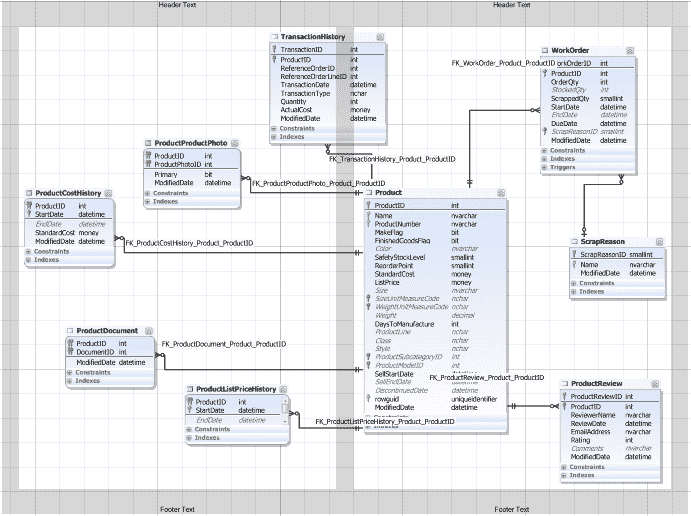 Header Text
Header Text
TransactionHistory
TransactionID int
ProductID int
ReferenceOrderID int
ReferenceOrderLineID int
TransactionDate datetime
TransactionType nchar
Quantity int
ActualCost money
ModifiedDate datetime
Constraints
Indexes
WorkOrder
FK_WorkOrder_Product_ProductID
orkOrderID int
ProductID int
OrderQty int
StockedQty int
ScrappedQty smallint
StartDate datetime
EndDate datetime
DueDate datetime
ScrapReasonID smallint
ModifiedDate datetime
Constraints
Indexes
Triggers
ProductProductPhoto
ProductID int
ProductPhotoID int
Primary bit
ModifiedDate datetime
Constraints
Indexes
FK_TransactionHistory_Product_ProductID
FK_ProductProductPhoto_Product_ProductID
ProductCostHistory
ProductID int
StartDate datetime
EndDate datetime
StandardCost money
ModifiedDate datetime
Constraints
Indexes
FK_ProductCostHistory_Product_ProductID
Product
ProductID int
Name nvarchar
ProductNumber nvarchar
MakeFlag bit
FinishedGoodsFlag bit
Color nvarchar
SafetyStockLevel smallint
ReorderPoint smallint
StandardCost money
ListPrice money
Size nvarchar
SizeUnitMeasureCode nchar
WeightUnitMeasureCode nchar
Weight decimal
DaysToManufacture int
ProductLine nchar
Class nchar
Style nchar
ProductSubcategoryID int
ProductModelID int
SellStartDate datetime
SellEndDate
DiscontinuedDate datetime
rowguid uniqueidentifier
ModifiedDate datetime
Indexes
ScrapReason
ScrapReasonID smallint
Name nvarchar
ModifiedDate datetime
Constraints
Indexes
ProductDocument
ProductID int
DocumentID int
ModifiedDate datetime
Constraints
Indexes
FK_ProductDocument_Product_ProductID
FK_ProductReview_Product_ProductID
ProductListPriceHistory
ProductID int
StartDate datetime
EndDate datetime
Constraints
Indexes
FK_ProductListPriceHistory_Product_ProductID
ProductReview
ProductReviewID int
ProductID int
ReviewerName nvarchar
ReviewDate datetime
EmailAddress nvarchar
Rating int
Comments nvarchar
ModifiedDate datetime
Constraints
Indexes
Footer Text
Footer Text